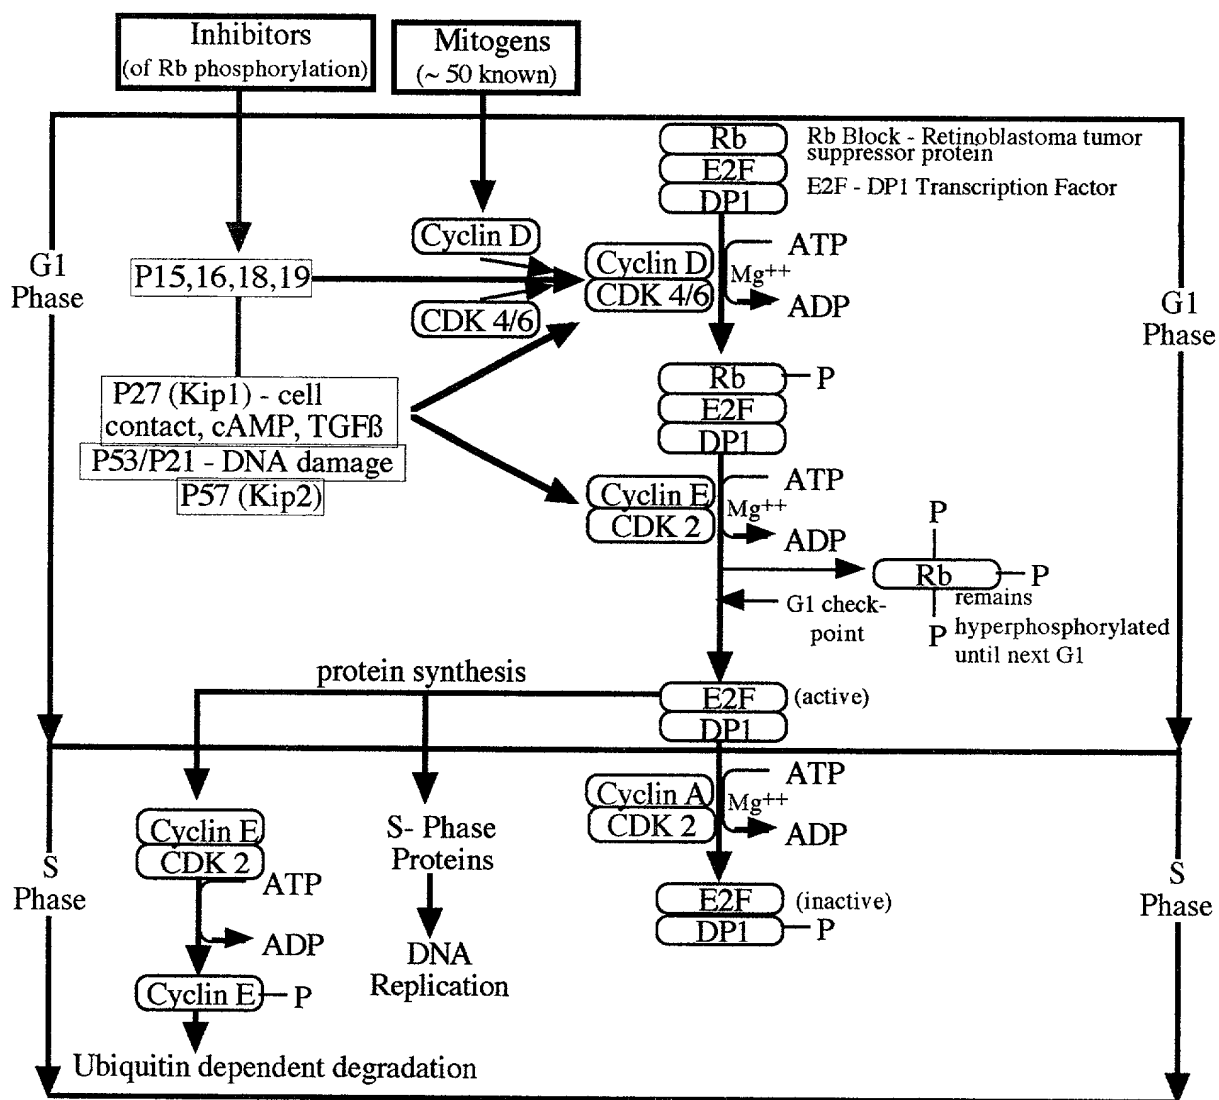 Inhibitors
(of Rb phosphorylation)
Mitogens
(~ 50 known)
Rb
E2F
DP1
Rb Block - Retinoblastoma tumor
suppressor protein
E2F - DP1 Transcription Factor
G1
Phase
P15,16,18,19
Cyclin D
CDK 4/6
Cyclin D
CDK 4/6
ATP
Mg++
ADP
G1
Phase
Rb
P
E2F
DP1
P27 (Kip1) - cell
contact, cAMP, TGFß
P53/P21 - DNA damage
P57 (Kip2)
Cyclin E
CDK 2
ATP
Mg++
ADP
P
Rb
P
P
remains
hyperphosphorylated
until next G1
G1 check-
point
protein synthesis
E2F
DP1
(active)
S
Phase
Cyclin E
CDK 2
ATP
ADP
Cyclin E
P
Ubiquitin dependent degradation
S- Phase
Proteins
DNA
Replication
Cyclin A
CDK 2
ATP
Mg++
ADP
E2F
(inactive)
DP1
P
S
Phase